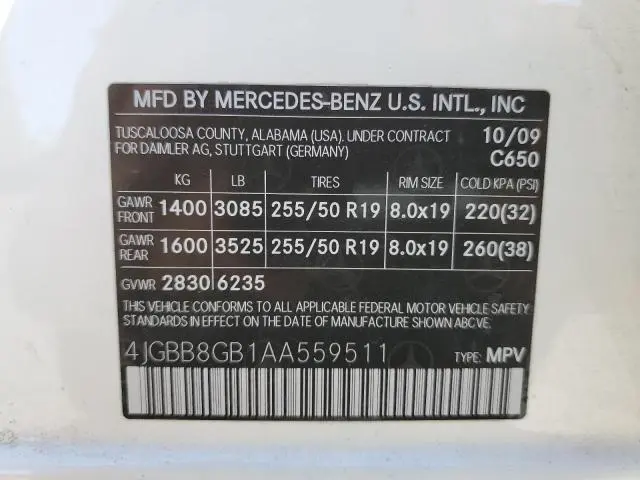 MFD BY MERCEDES-BENZ U.S. INTL., INC
TUSCALOOSA COUNTY, ALABAMA (USA). UNDER CONTRACT 10/09
FOR DAIMLER AG, STUTTGART (GERMANY) C650
KG LB TIRES RIM SIZE COLD KPA (PSI)
GAWR FRONT 1400 3085 255/50 R19 8.0x19 220(32)
GAWR REAR 1600 3525 255/50 R19 8.0x19 260(38)
GVWR 2830 6235
THIS VEHICLE CONFORMS TO ALL APPLICABLE FEDERAL MOTOR VEHICLE SAFETY
STANDARDS IN EFFECT ON THE DATE OF MANUFACTURE SHOWN ABOVE.
4JGBB8GB1AA559511 TYPE: MPV